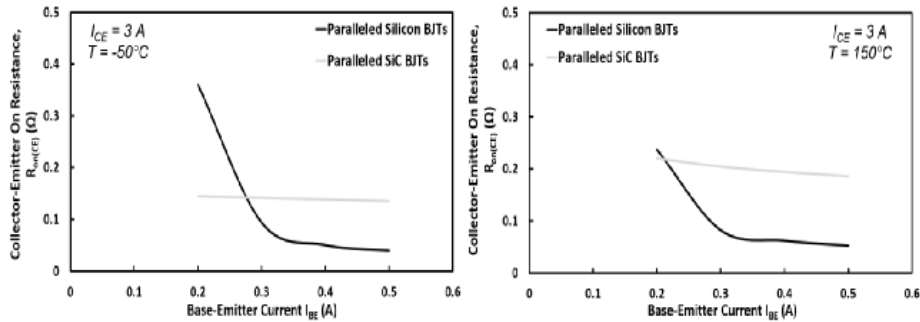 Collector-Emitter On Resistance,
R_on(CE) (Ω)
0.5
0.4
0.3
0.2
0.1
0
I_CE = 3 A
T = -50°C
Paralleled Silicon BJTs
Paralleled SiC BJTs
0 0.1 0.2 0.3 0.4 0.5 0.6
Base-Emitter Current I_BE (A)
Collector-Emitter On Resistance,
R_on(CE) (Ω)
0.5
0.4
0.3
0.2
0.1
0
Paralleled Silicon BJTs
Paralleled SiC BJTs
I_CE = 3 A
T = 150°C
0 0.1 0.2 0.3 0.4 0.5 0.6
Base-Emitter Current I_BE (A)